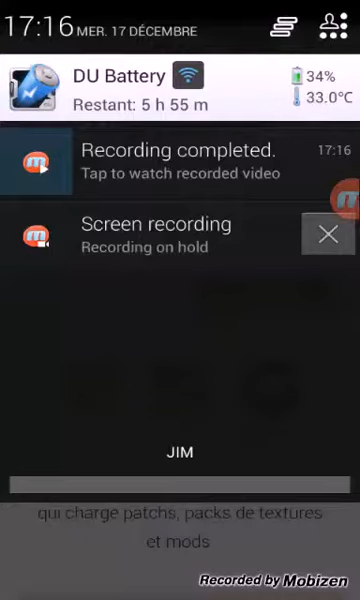 17:16 MER. 17 DÉCEMBRE
DU Battery
34%
Restant: 5 h 55 m
33.0°C
Recording completed.
17:16
Tap to watch recorded video
Screen recording
Recording on hold
JIM
qui charge patchs, packs de textures
et mods
Recorded by Mobizen